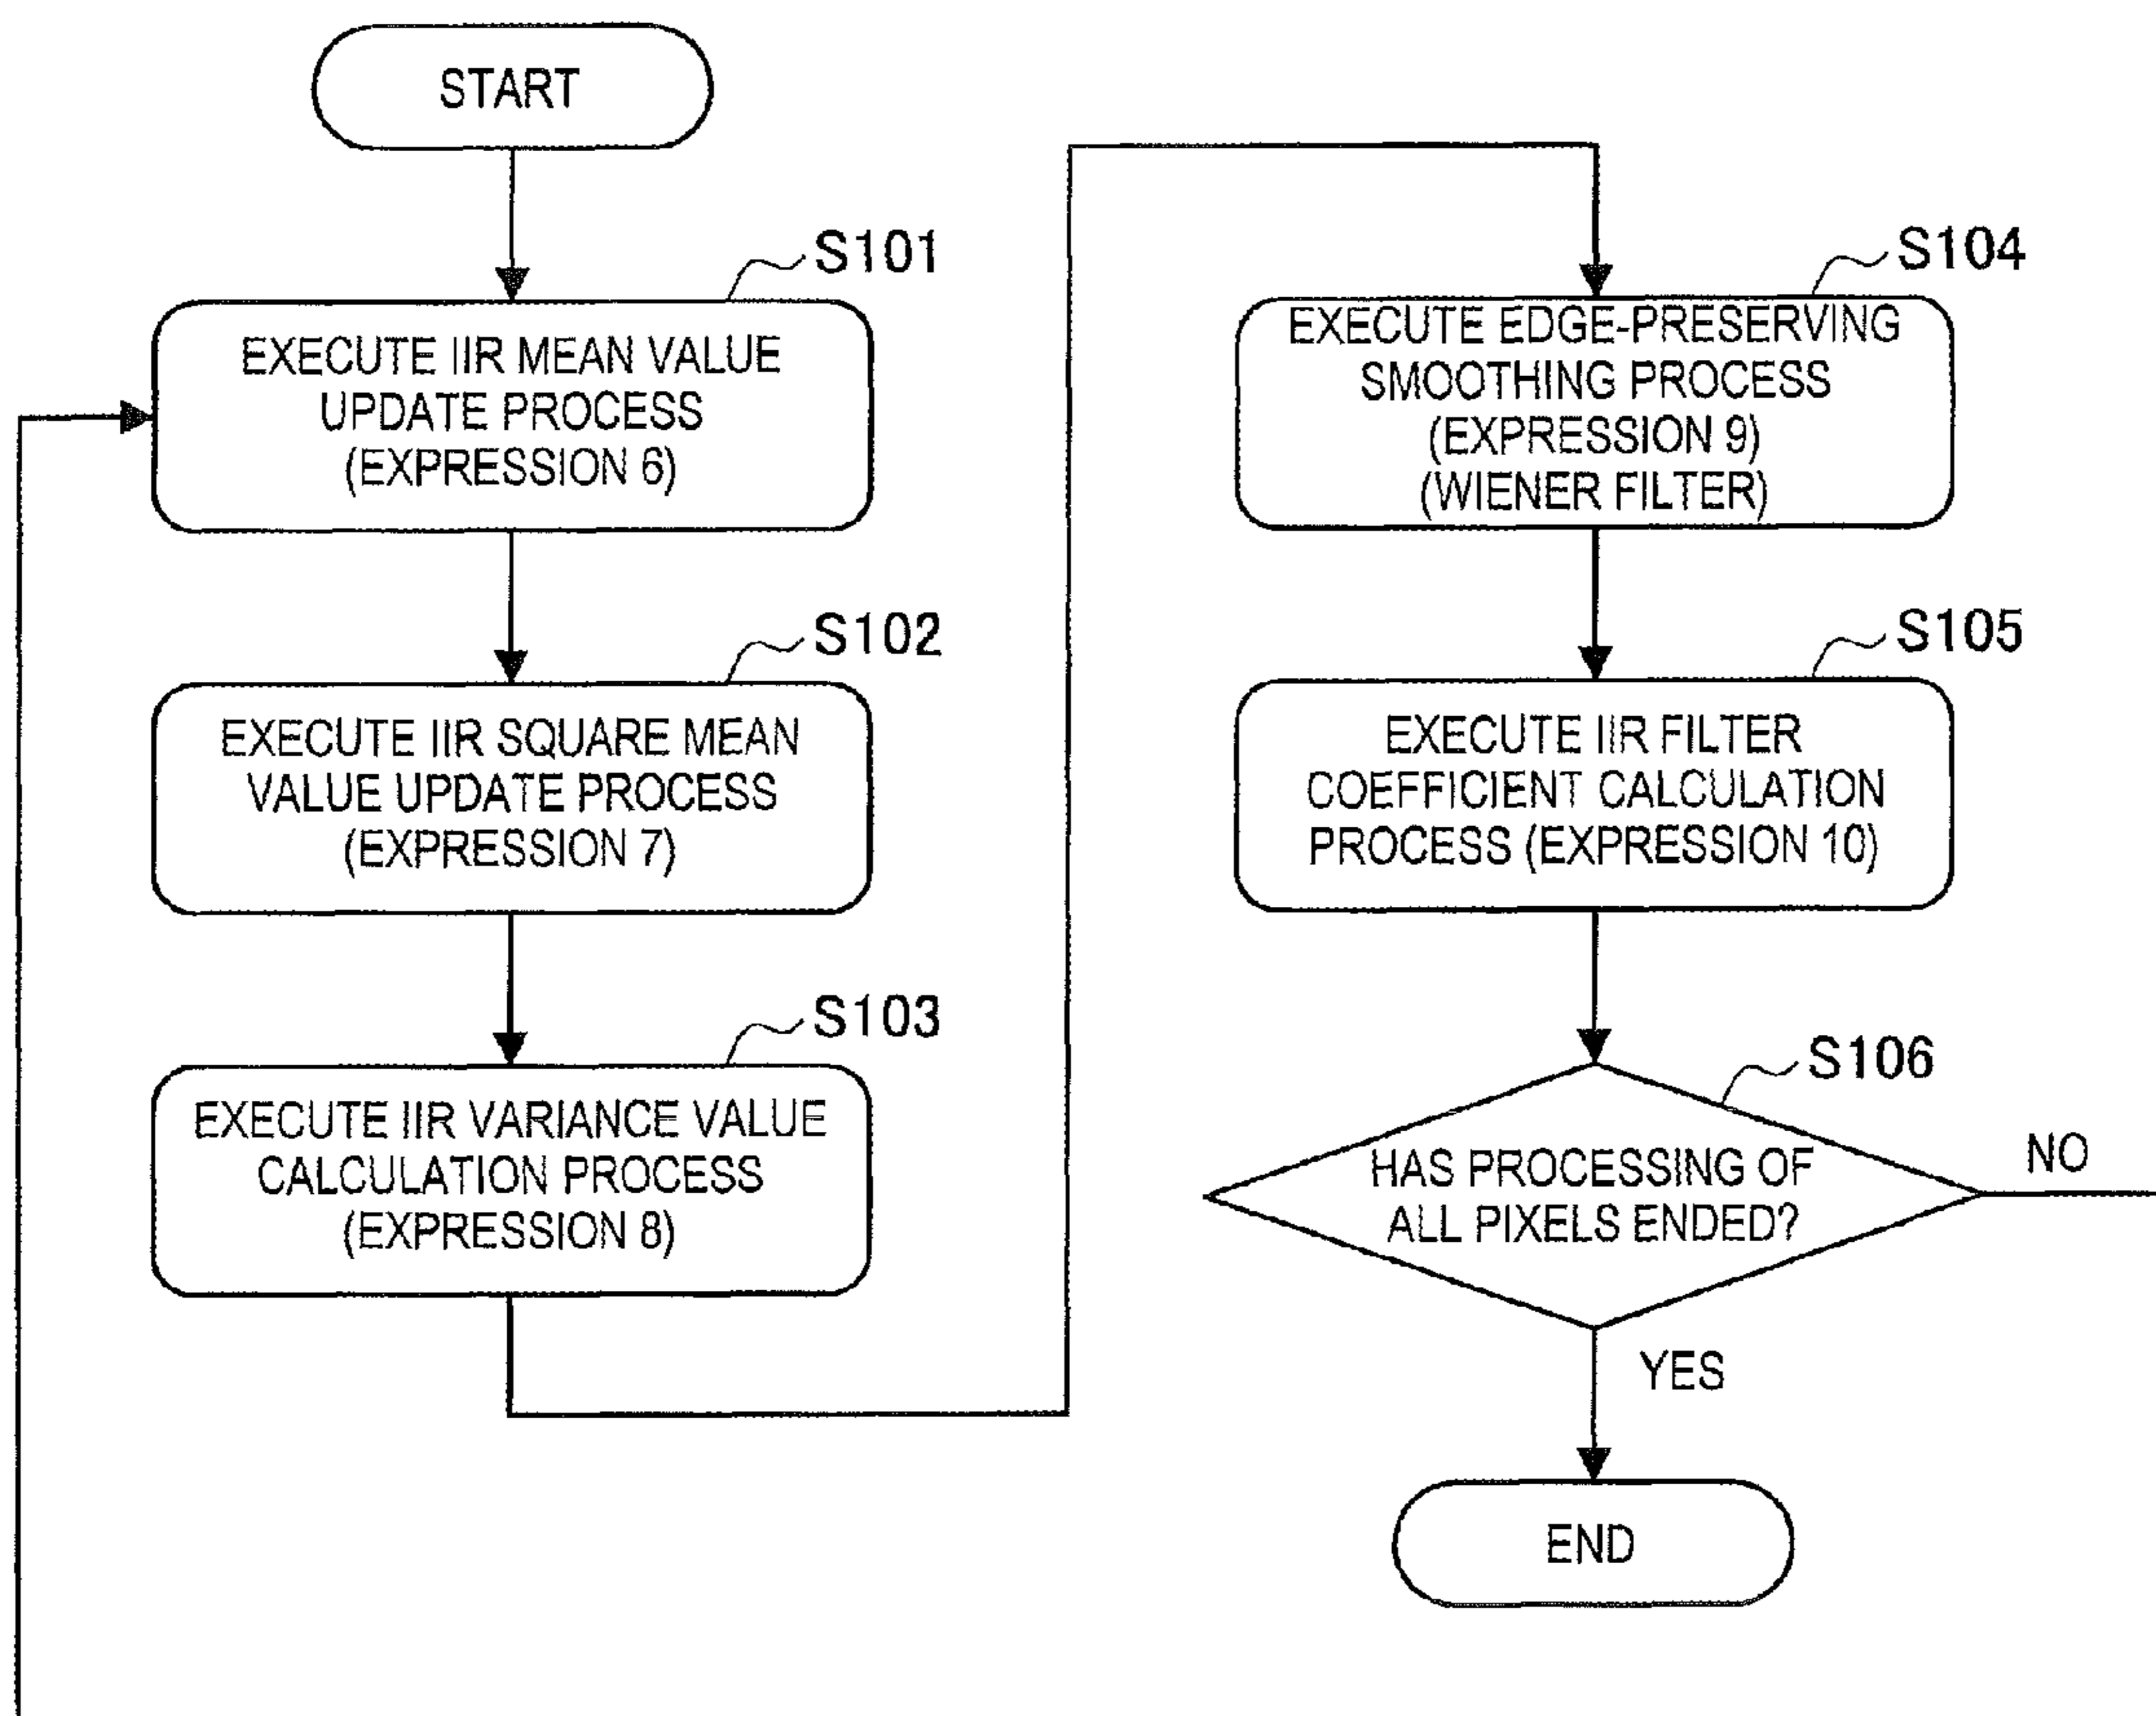 START
S101
EXECUTE IIR MEAN VALUE
UPDATE PROCESS
(EXPRESSION 6)
S102
EXECUTE IIR SQUARE MEAN
VALUE UPDATE PROCESS
(EXPRESSION 7)
S103
EXECUTE IIR VARIANCE VALUE
CALCULATION PROCESS
(EXPRESSION 8)
S104
EXECUTE EDGE-PRESERVING
SMOOTHING PROCESS
(EXPRESSION 9)
(WIENER FILTER)
S105
EXECUTE IIR FILTER
COEFFICIENT CALCULATION
PROCESS (EXPRESSION 10)
S106
HAS PROCESSING OF
ALL PIXELS ENDED?
NO
YES
END